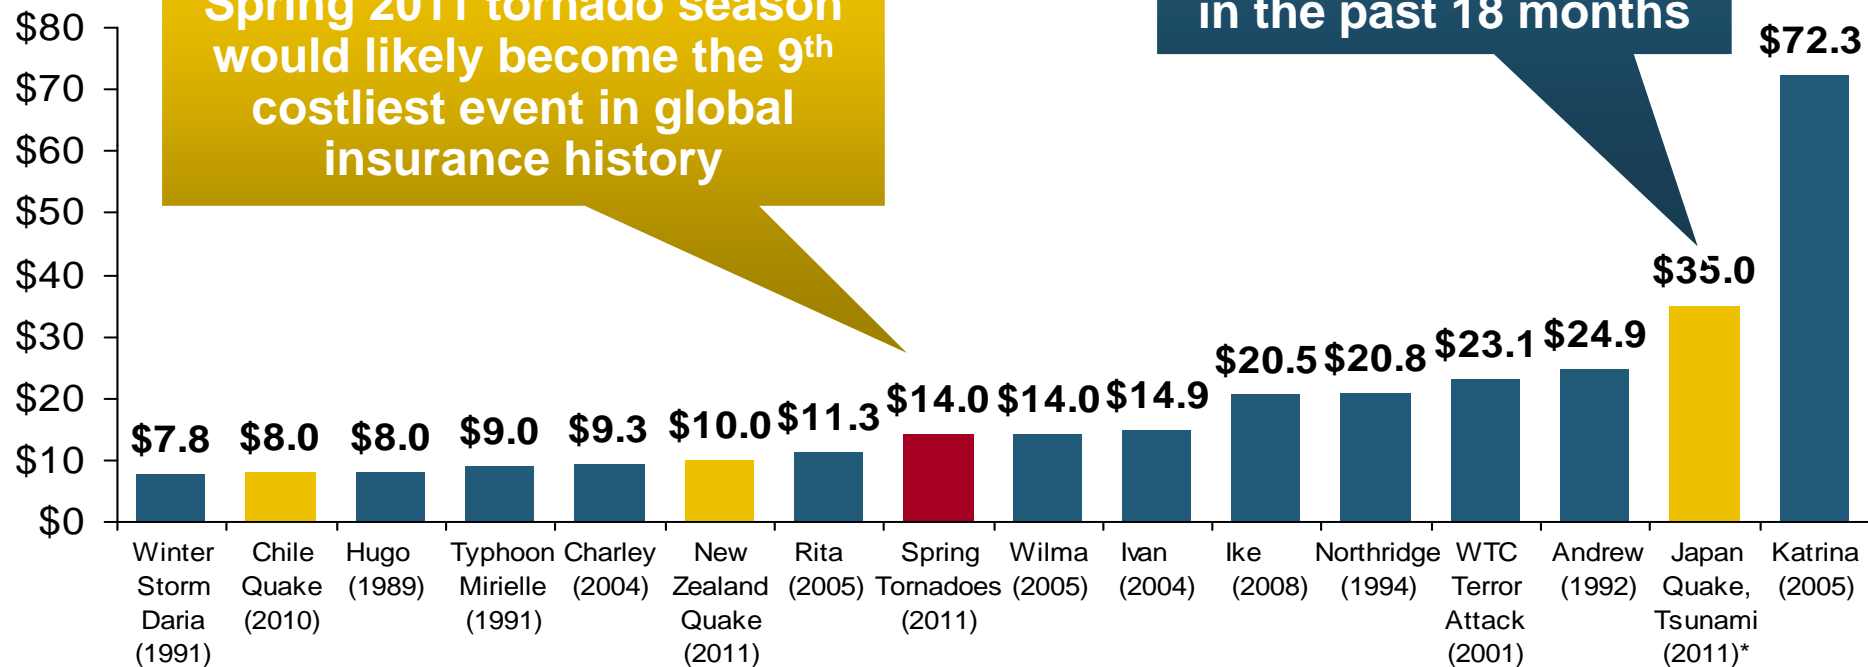 Spring 2011 tornado season
would likely become the 9th
costliest event in global
insurance history
in the past 18 months
$80
$70
$60
$50
$40
$30
$20
$10
$0
$7.8
$8.0
$8.0
$9.0
$9.3
$10.0
$11.3
$14.0
$14.0
$14.9
$20.5
$20.8
$23.1
$24.9
$35.0
$72.3
Winter
Storm
Daria
(1991)
Chile
Quake
(2010)
Hugo
(1989)
Typhoon
Mirielle
(1991)
Charley
(2004)
New
Zealand
Quake
(2011)
Rita
(2005)
Spring
Tornadoes
(2011)
Wilma
(2005)
Ivan
(2004)
Ike
(2008)
Northridge
(1994)
WTC
Terror
Attack
(2001)
Andrew
(1992)
Japan
Quake,
Tsunami
(2011)*
Katrina
(2005)